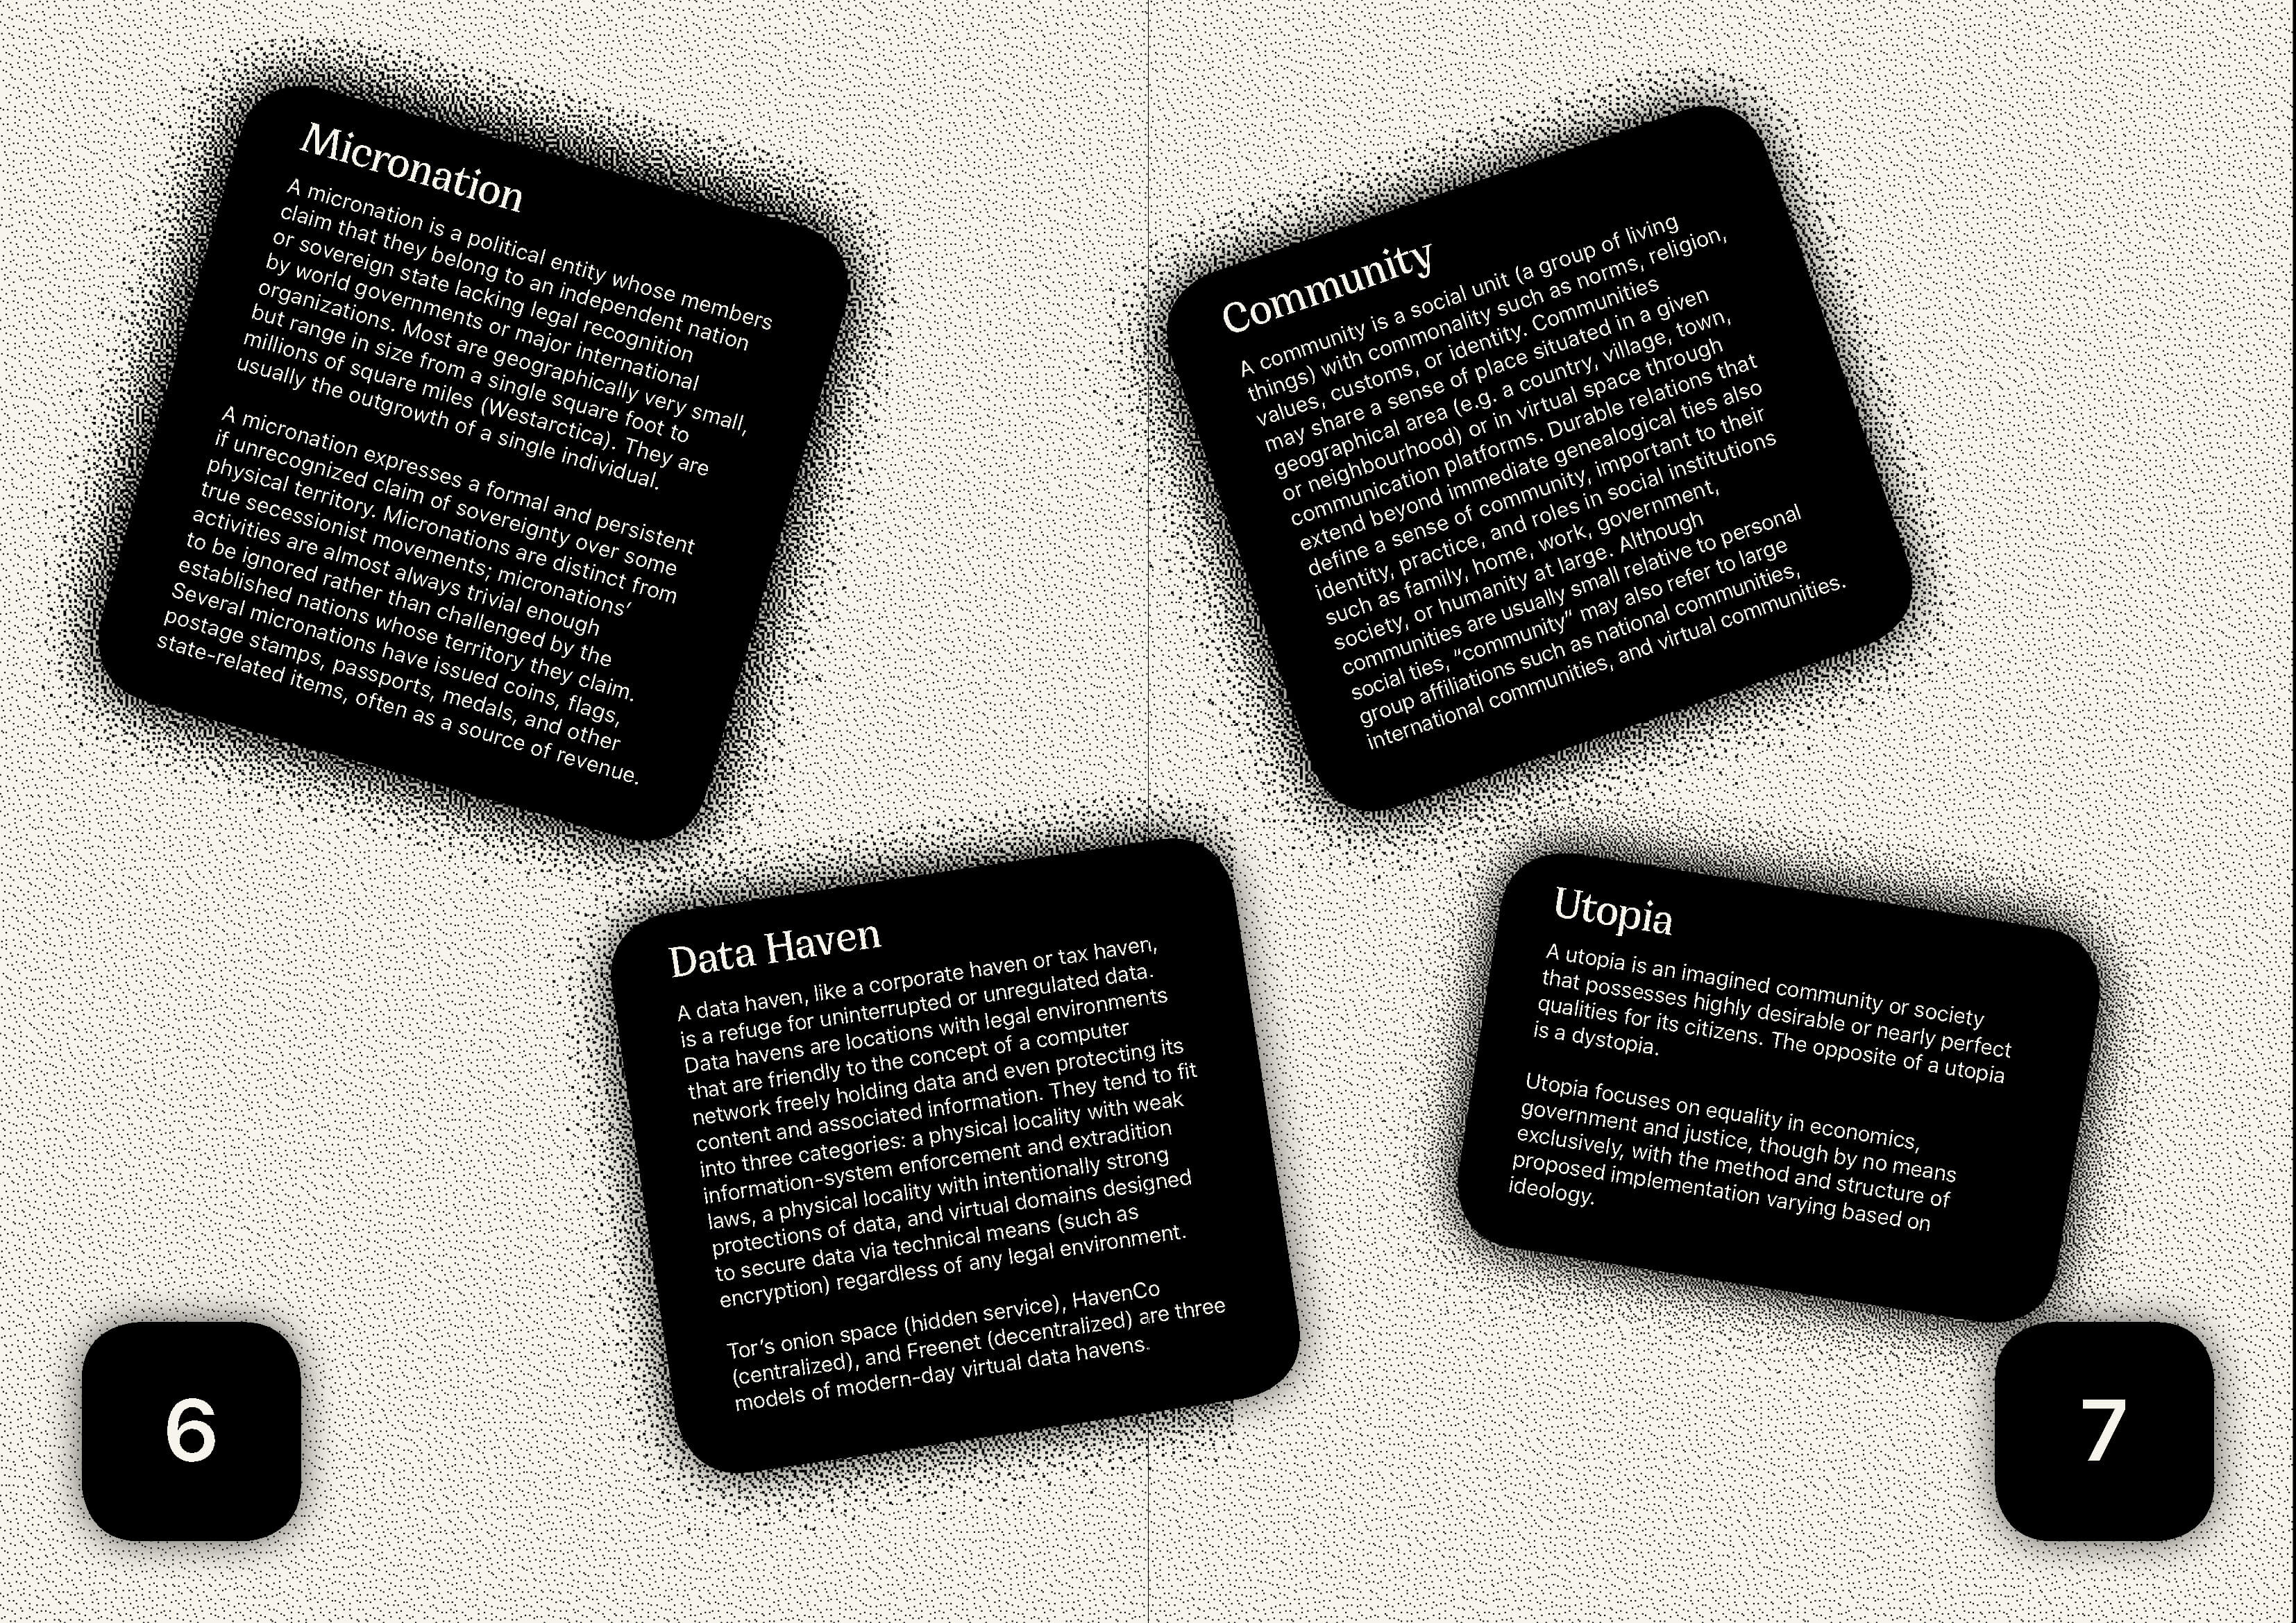 Micronation
A micronation is a political entity whose members
claim that they belong to an independent nation
or sovereign state lacking legal recognition
by world governments or major international
organizations. Most are geographically very small,
but range in size from a single square foot to
millions of square miles (Westarctica). They are
usually the outgrowth of a single individual.
A micronation expresses a formal and persistent
if unrecognized claim of sovereignty over some
physical territory. Micronations are distinct from
true secessionist movements; micronations’
activities are almost always trivial enough
to be ignored rather than challenged by the
established nations whose territory they claim.
Several micronations have issued coins, flags,
postage stamps, passports, medals, and other
state-related items, often as a source of revenue.
Community
A community is a social unit (a group of living
things) with commonality such as norms, religion,
values, customs, or identity. Communities
may share a sense of place situated in a given
geographical area (e.g. a country, village, town,
or neighbourhood) or in virtual space through
communication platforms. Durable relations that
extend beyond immediate genealogical ties also
define a sense of community, important to their
identity, practice, and roles in social institutions
such as family, home, work, government,
society, or humanity at large. Although
communities are usually small relative to personal
social ties, “community” may also refer to large
group affiliations such as national communities,
international communities, and virtual communities.
Data Haven
A data haven, like a corporate haven or tax haven,
is a refuge for uninterrupted or unregulated data.
Data havens are locations with legal environments
that are friendly to the concept of a computer
network freely holding data and even protecting its
content and associated information. They tend to fit
into three categories: a physical locality with weak
information-system enforcement and extradition
laws, a physical locality with intentionally strong
protections of data, and virtual domains designed
to secure data via technical means (such as
encryption) regardless of any legal environment.
Tor’s onion space (hidden service), HavenCo
(centralized), and Freenet (decentralized) are three
models of modern-day virtual data havens.
Utopia
A utopia is an imagined community or society
that possesses highly desirable or nearly perfect
qualities for its citizens. The opposite of a utopia
is a dystopia.
Utopia focuses on equality in economics,
government and justice, though by no means
exclusively, with the method and structure of
proposed implementation varying based on
ideology.
6
7